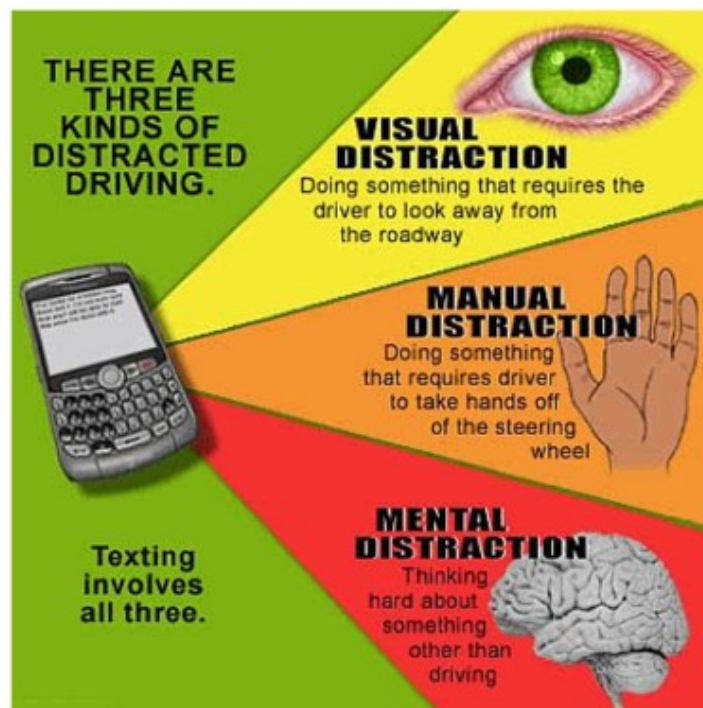 THERE ARE
THREE
KINDS OF
DISTRACTED
DRIVING.
VISUAL
DISTRACTION
Doing something that requires the
driver to look away from
the roadway
MANUAL
DISTRACTION
Doing something
that requires driver
to take hands off
of the steering
wheel
MENTAL
DISTRACTION
Thinking
hard about
something
other than
driving
Texting
involves
all three.